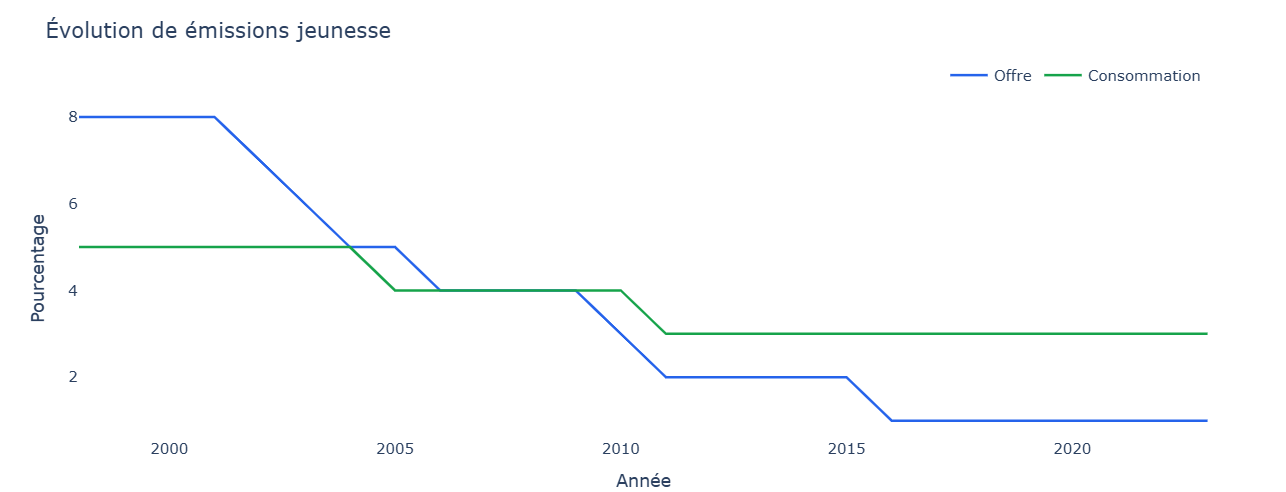 Évolution de émissions jeunesse
Offre
Consommation
8
6
4
2
Pourcentage
2000
2005
2010
2015
2020
Année